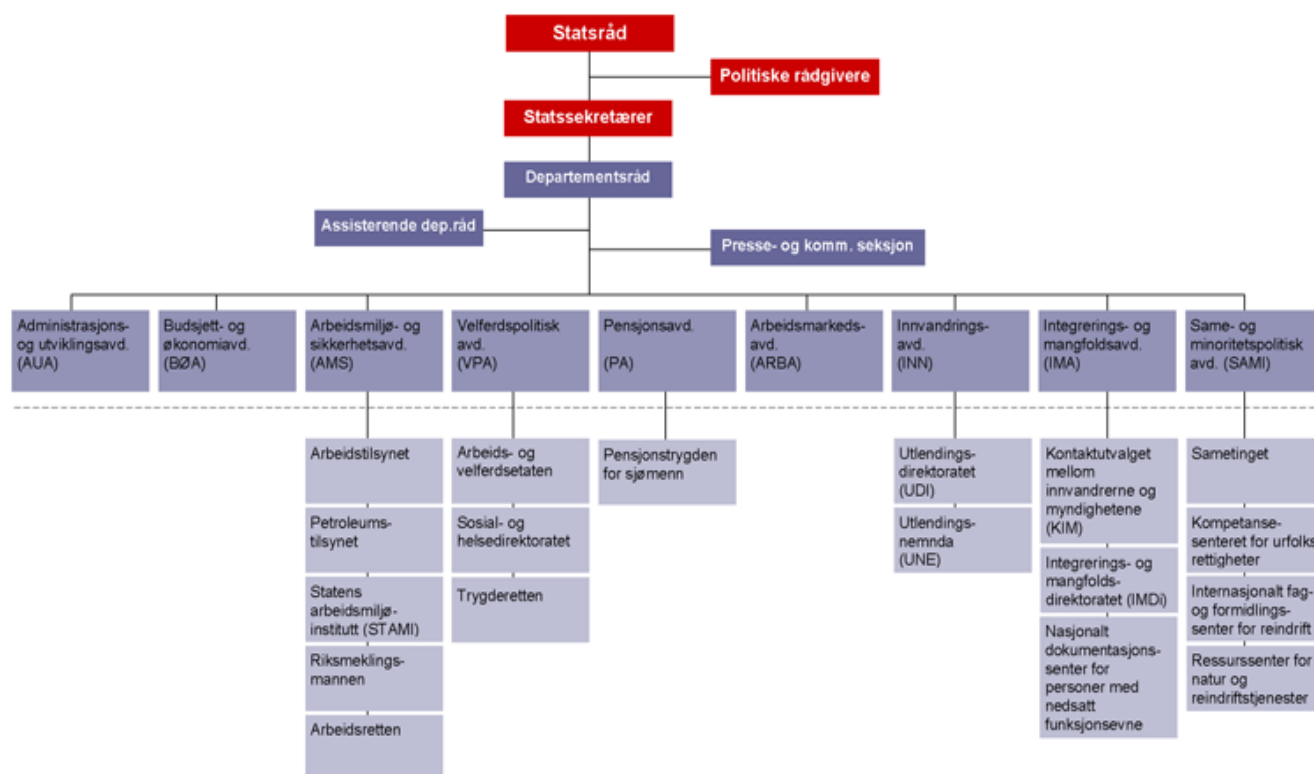 Statsråd
Politiske rådgivere
Statssekretærer
Departementsråd
Assisterende dep.råd
Presse- og komm. seksjon
Administrasjons-
og utviklingsavd.
(AUA)
Budsjett- og
økonomiavd.
(BØA)
Arbeidsmiljø- og
sikkerhetsavd.
(AMS)
Velferdspolitisk
avd.
(VPA)
Pensjonsavd.
(PA)
Arbeidsmarkeds-
avd.
(ARBA)
Innvandrings-
avd.
(INN)
Integrerings- og
mangfoldsavd.
(IMA)
Same- og
minoritetspolitisk
avd. (SAMI)
Arbeidstilsynet
Petroleums-
tilsynet
Statens
arbeidsmiljø-
institutt (STAMI)
Riksmeklings-
mannen
Arbeidsretten
Arbeids- og
velferdsetaten
Sosial- og
helsedirektoratet
Trygderetten
Pensjonstrygden
for sjømenn
Utlendings-
direktoratet
(UDI)
Utlendings-
nemnda
(UNE)
Kontaktutvalget
mellom
innvandrerne og
myndighetene
(KIM)
Integrerings- og
mangfolds-
direktoratet (IMDi)
Nasjonalt
dokumentasjons-
senter for
personer med
nedsatt
funksjonsevne
Sametinget
Kompetanse-
senteret for urfolks
rettigheter
Internasjonalt fag-
og formidlings-
senter for reindrift
Ressurssenter for
natur og
reindriftstjenester